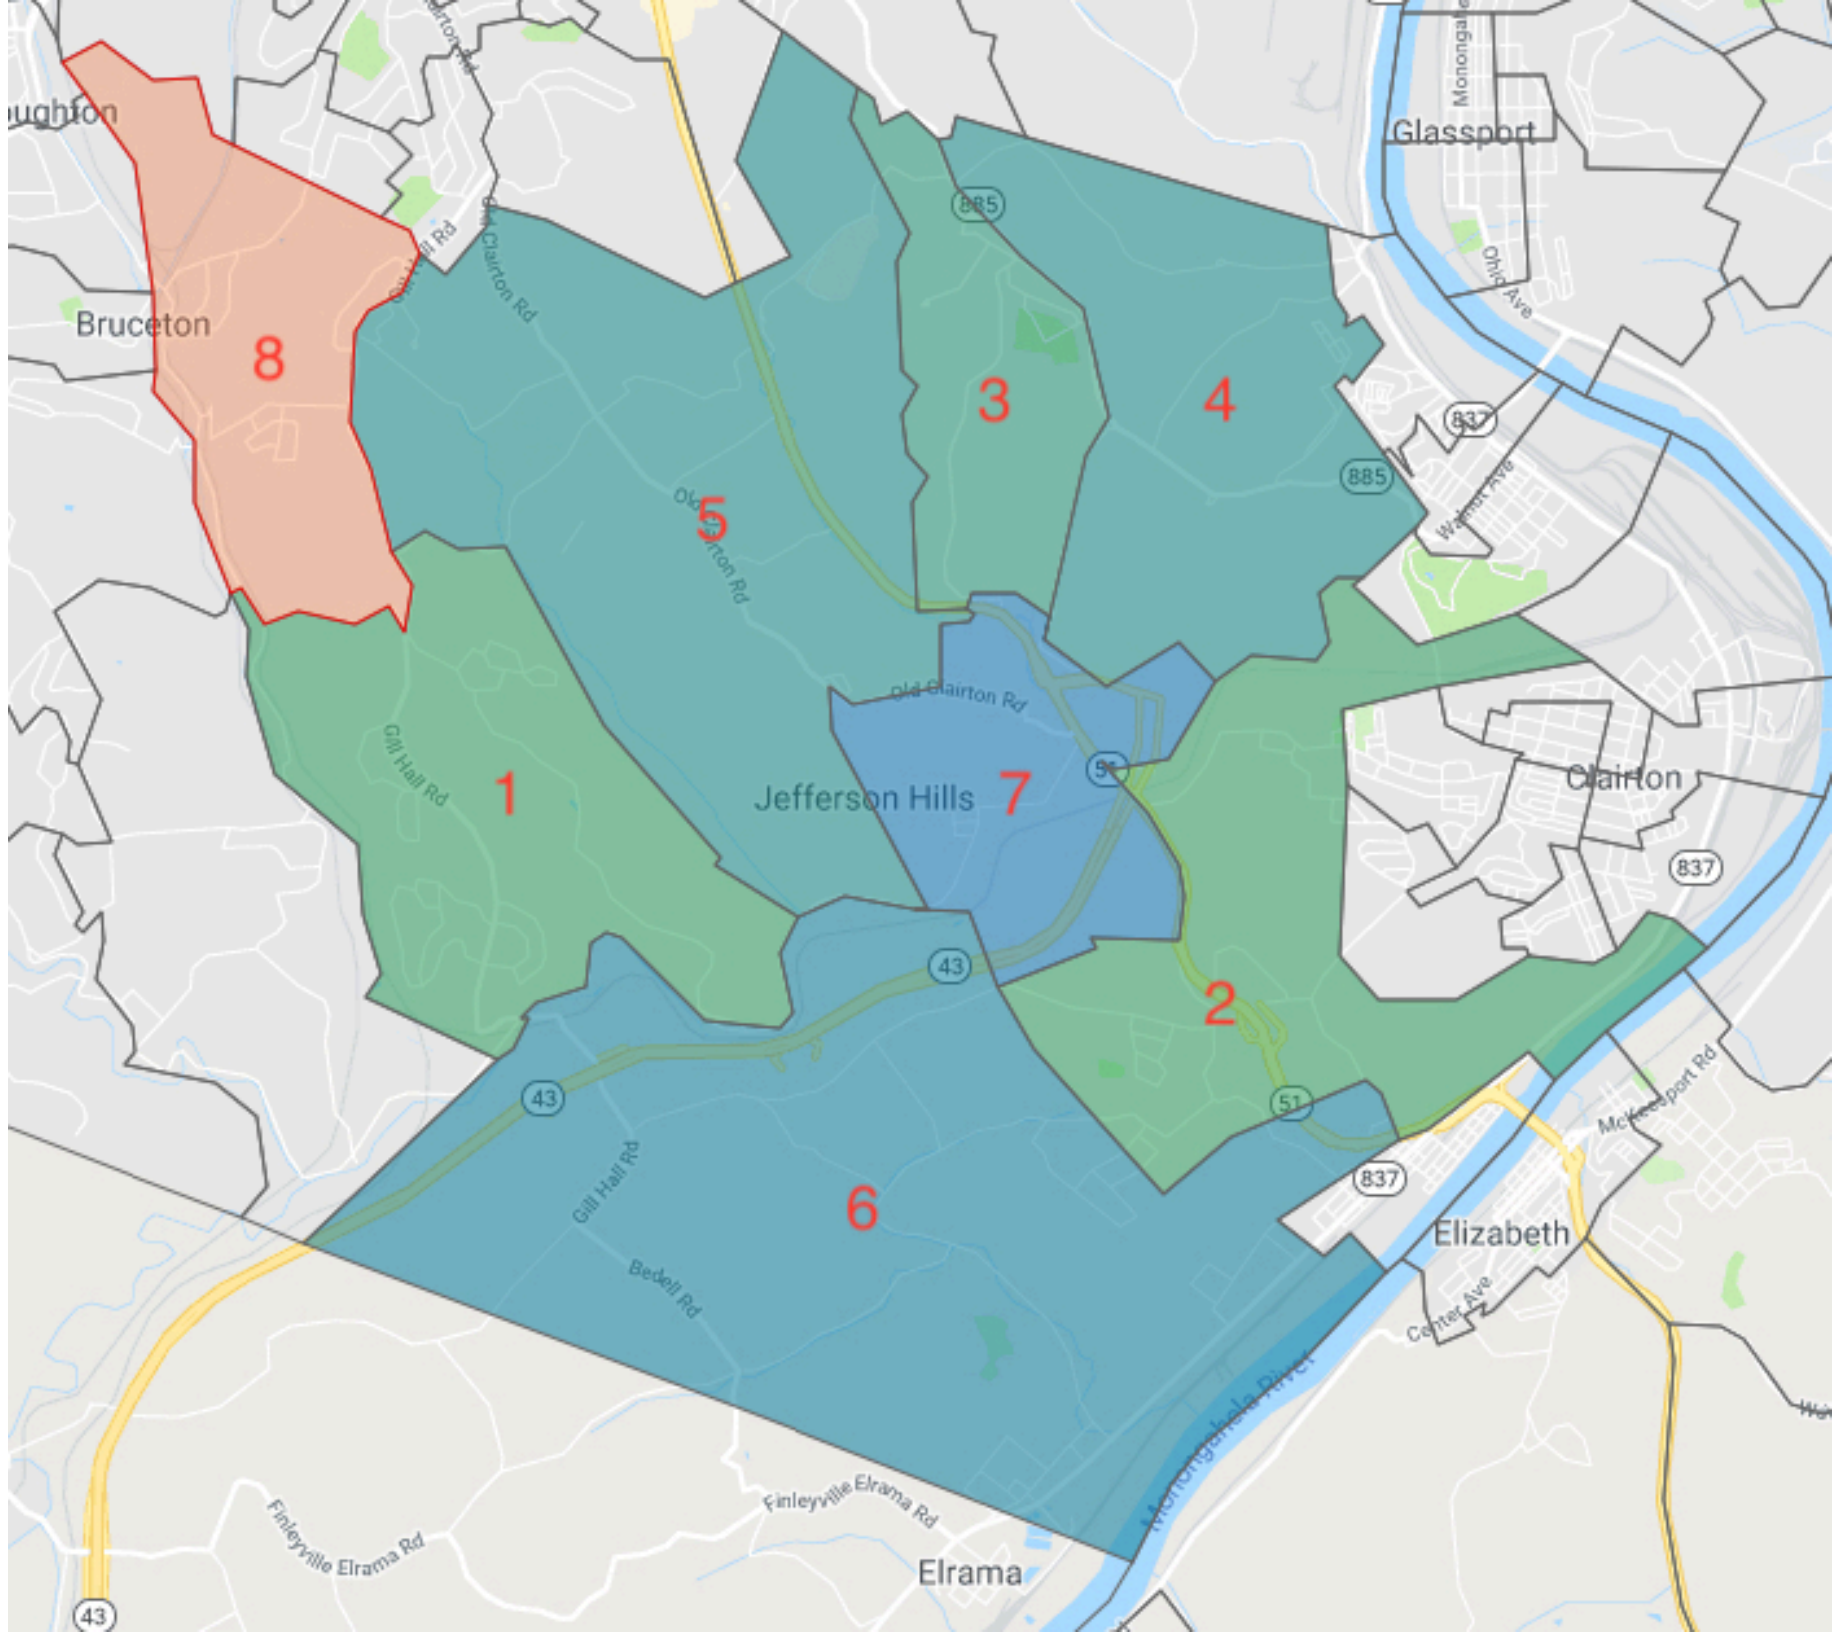 Glassport
885
Monongahe
oughton
Old Clairton Rd
Gill Hall Rd
Ohio Ave
Bruceton
8
3
4
837
885
Walnut Ave
5
Old Clairton Rd
Old Clairton Rd
Gill Hall Rd
1
Jefferson Hills
7
51
Clairton
837
43
2
43
51
McKeesport Rd
Gill Hall Rd
837
6
Elizabeth
Bedell Rd
Center Ave
Monongahela River
Finleyville Elrama Rd
Finleyville Elrama Rd
Elrama
43